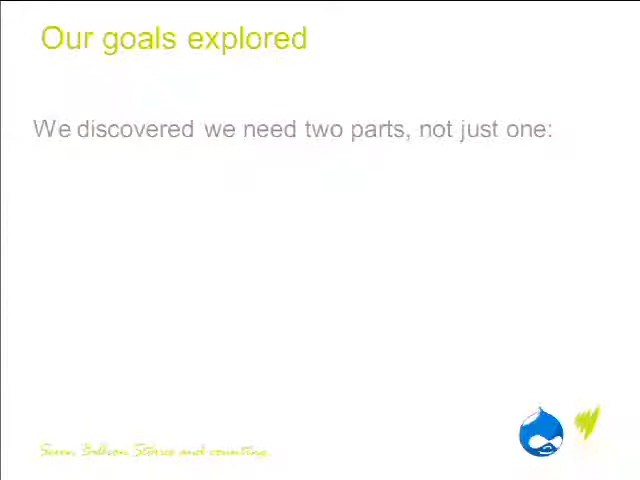 Our goals explored
We discovered we need two parts, not just one:
Seven Billion Stories and counting...